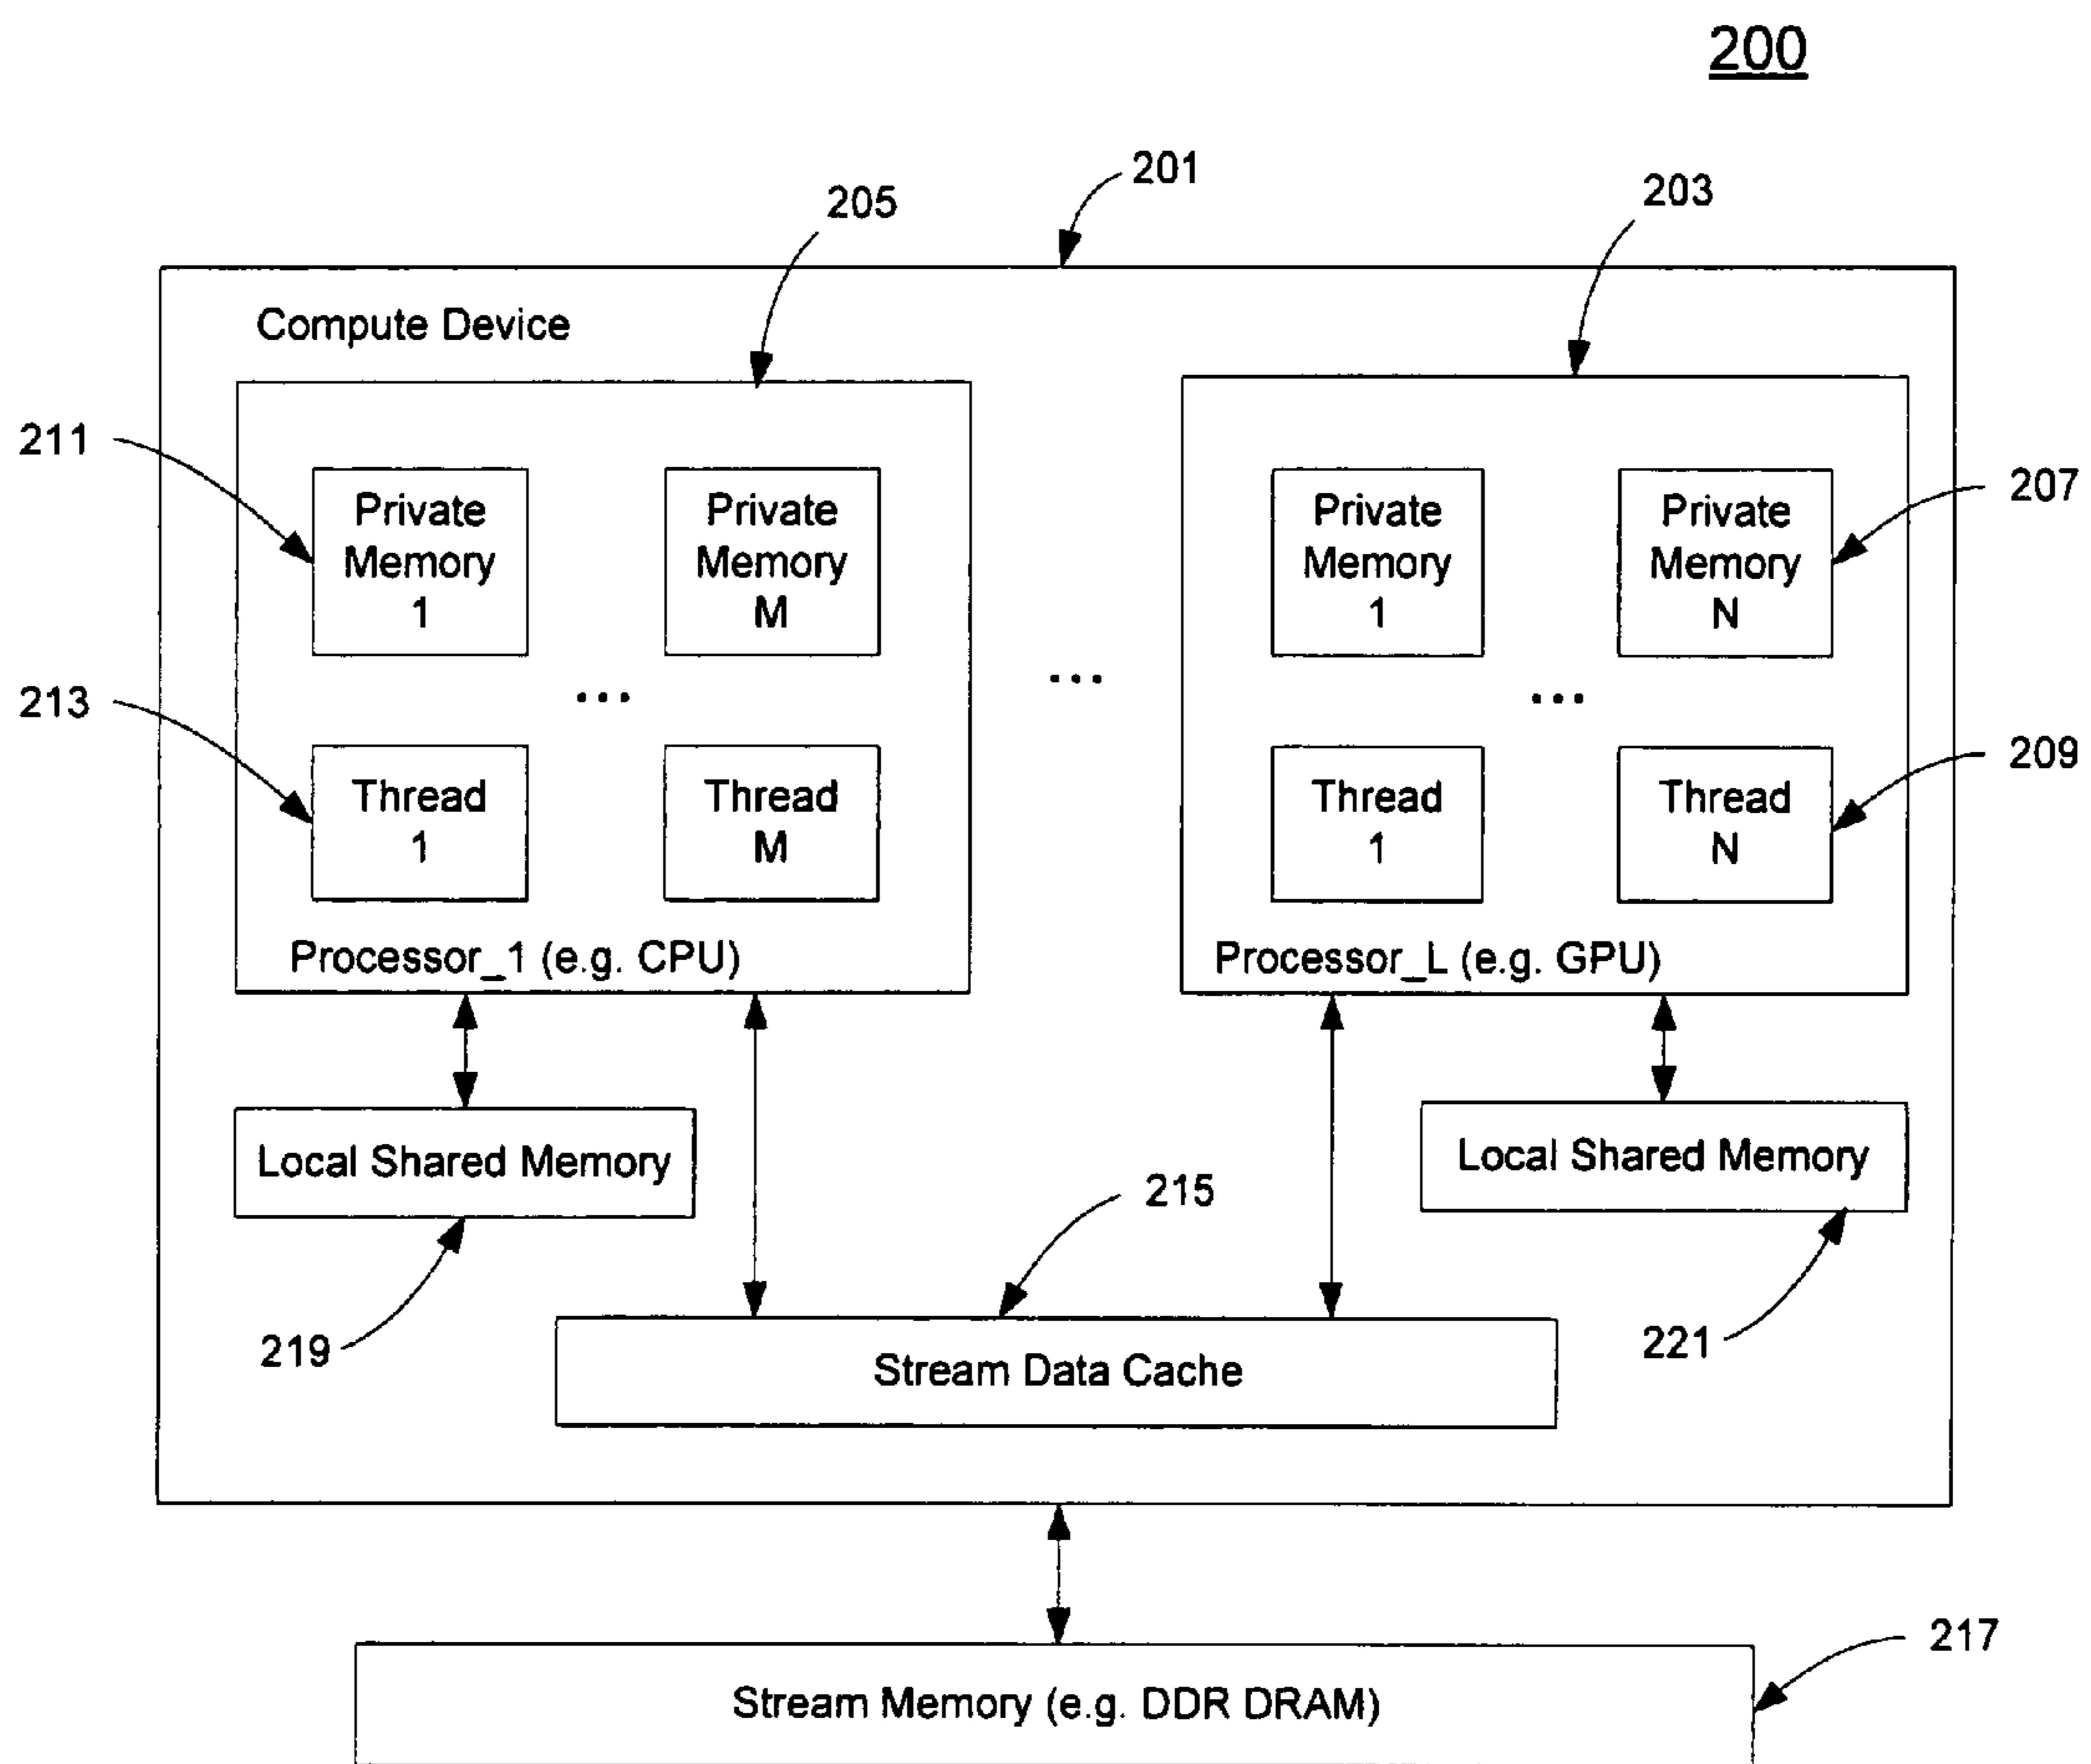 200
201
205
203
Compute Device
211
Private Memory 1
Private Memory M
Private Memory 1
Private Memory N
207
...
...
...
213
Thread 1
Thread M
Thread 1
Thread N
209
Processor_1 (e.g. CPU)
Processor_L (e.g. GPU)
Local Shared Memory
Local Shared Memory
215
219
221
Stream Data Cache
217
Stream Memory (e.g. DDR DRAM)